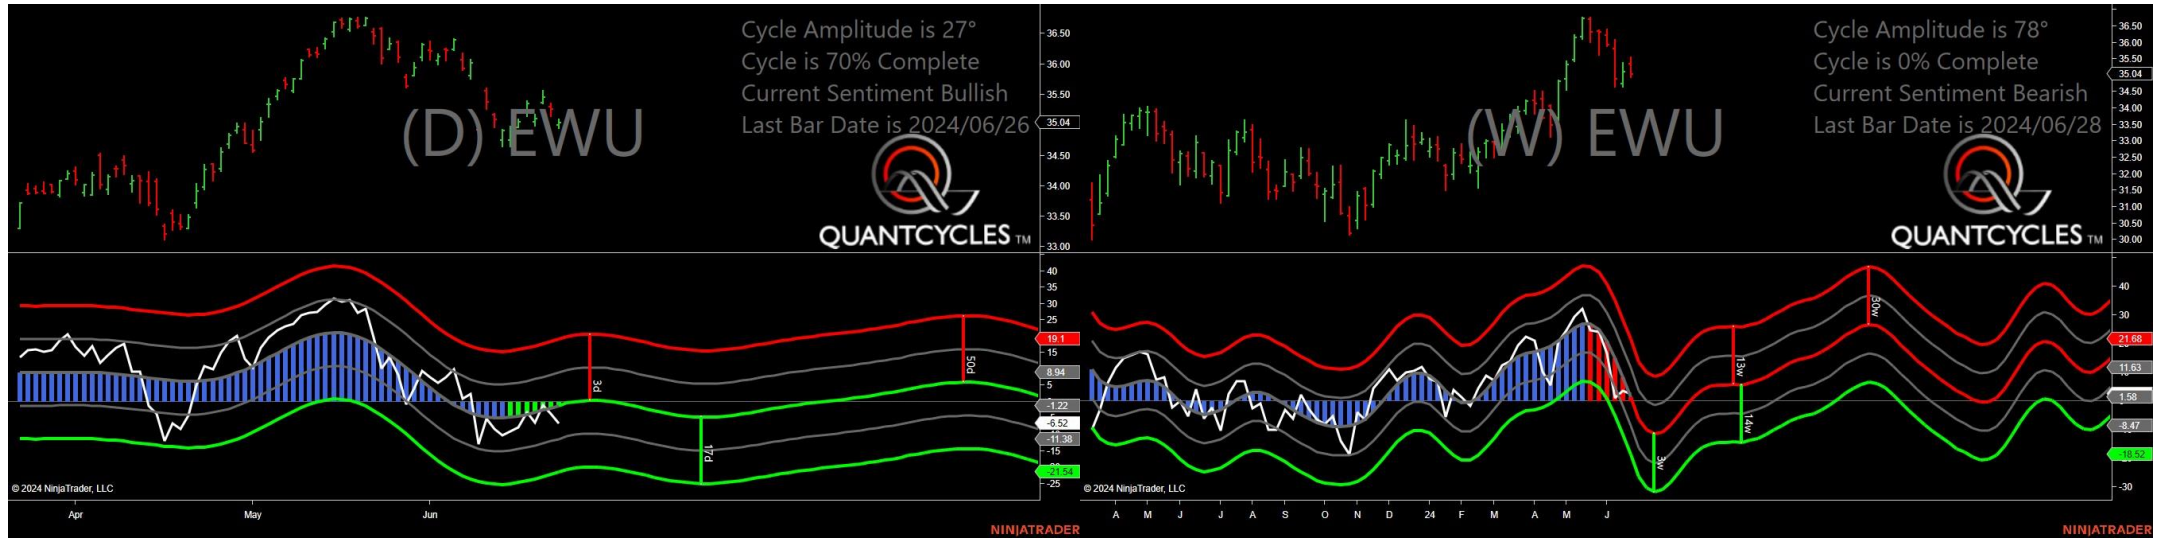 Cycle Amplitude is 27°
Cycle is 70% Complete
Current Sentiment Bullish
Last Bar Date is 2024/06/26
(D) EWU
QUANTCYCLES TM
36.50
36.00
35.50
35.04
34.50
34.00
33.50
33.00
40
35
30
25
19.1
15
8.94
5
-1.22
-6.52
-11.38
-15
-21.54
-25
3d
17d
50d
© 2024 NinjaTrader, LLC
Apr May Jun
NINJATRADER
Cycle Amplitude is 78°
Cycle is 0% Complete
Current Sentiment Bearish
Last Bar Date is 2024/06/28
(W) EWU
QUANTCYCLES TM
36.50
36.00
35.50
35.04
34.50
34.00
33.50
33.00
32.50
32.00
31.50
31.00
30.50
30.00
40
30
21.68
11.63
1.58
-8.47
-18.52
-30
3w
13w
14w
30w
© 2024 NinjaTrader, LLC
A M J J A S O N D 24 F M A M J
NINJATRADER